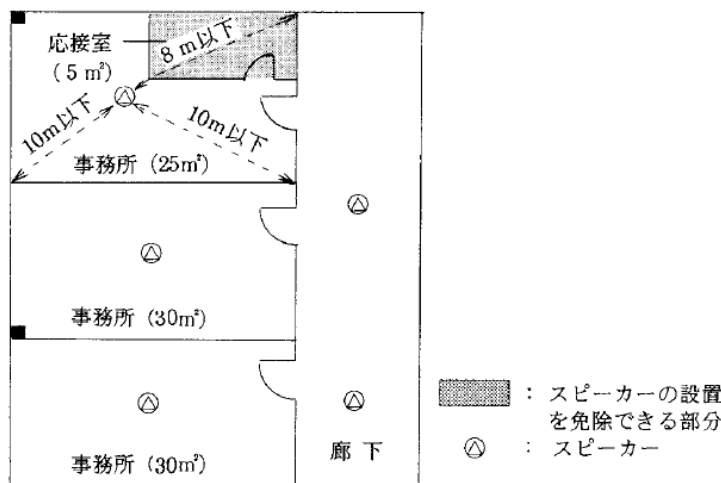 応接室
(5㎡)
8m以下
10m以下
10m以下
事務所(25㎡)
事務所(30㎡)
事務所(30㎡)
廊下
:スピーカーの設置
を免除できる部分
:スピーカー